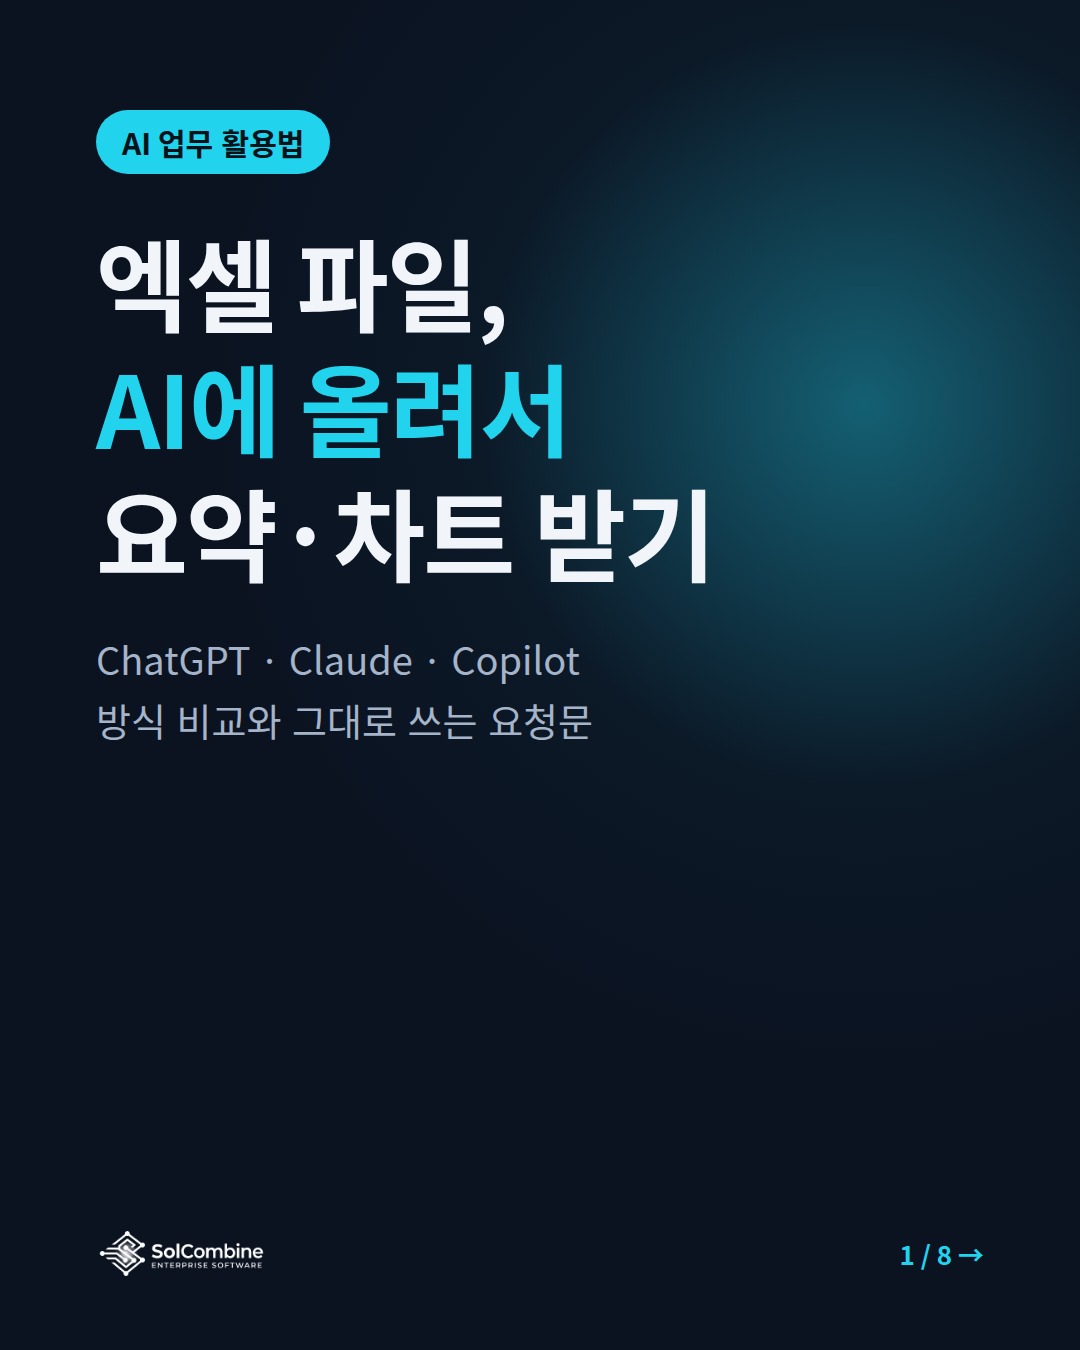 AI 업무 활용법
엑셀 파일,
AI에 올려서
요약·차트 받기
ChatGPT · Claude · Copilot
방식 비교와 그대로 쓰는 요청문
SolCombine
ENTERPRISE SOFTWARE
1 / 8 →